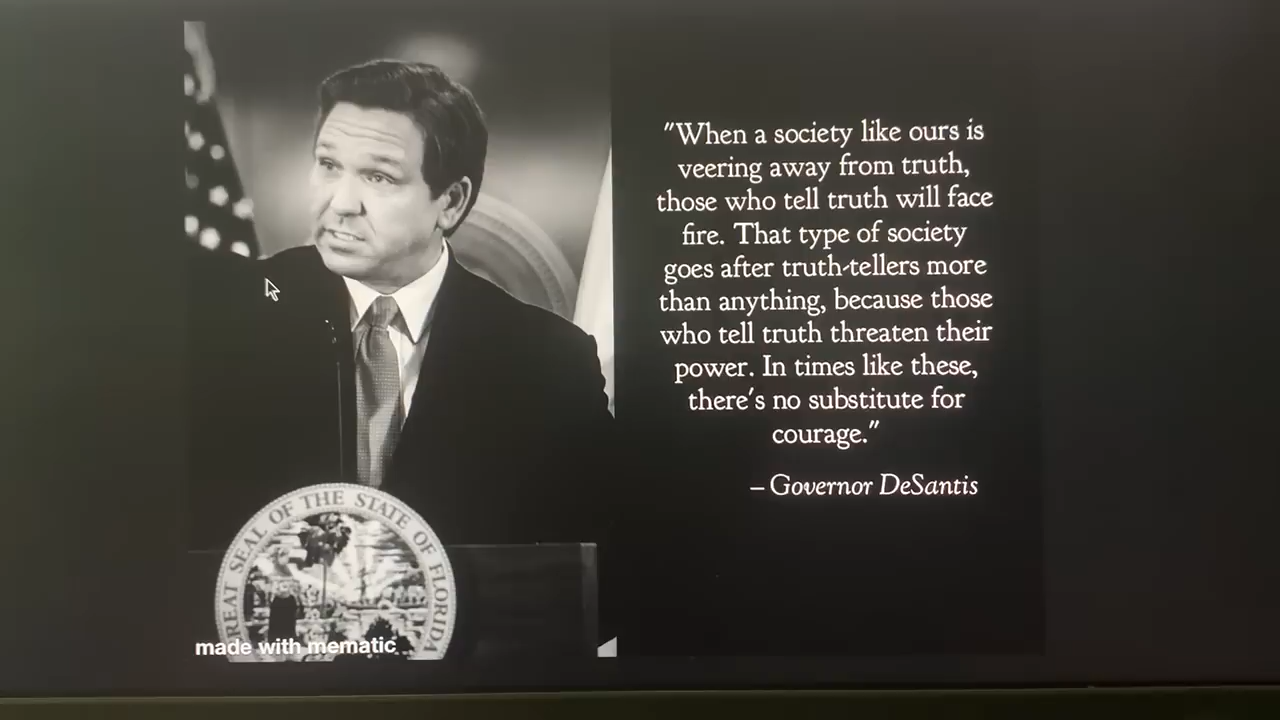 "When a society like ours is
veering away from truth,
those who tell truth will face
fire. That type of society
goes after truth-tellers more
than anything, because those
who tell truth threaten their
power. In times like these,
there's no substitute for
courage."
– Governor DeSantis
GREAT SEAL OF THE STATE OF FLORIDA
made with mematic